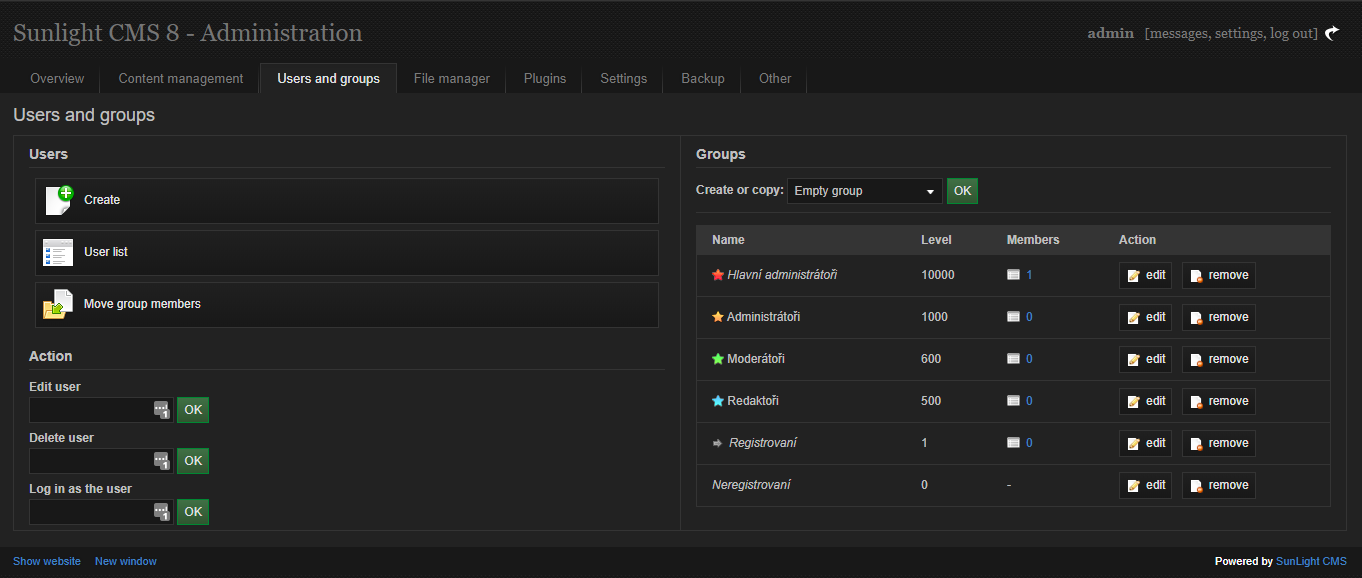 Sunlight CMS 8 - Administration
admin [messages, settings, log out]
Overview Content management Users and groups File manager Plugins Settings Backup Other
Users and groups
Users
Create
User list
Move group members
Action
Edit user
OK
Delete user
OK
Log in as the user
OK
Groups
Create or copy: Empty group OK
Name Level Members Action
Hlavní administrátoři 10000 1 edit remove
Administrátoři 1000 0 edit remove
Moderátoři 600 0 edit remove
Redaktoři 500 0 edit remove
Registrovaní 1 0 edit remove
Neregistrovaní 0 - edit remove
Show website New window
Powered by SunLight CMS